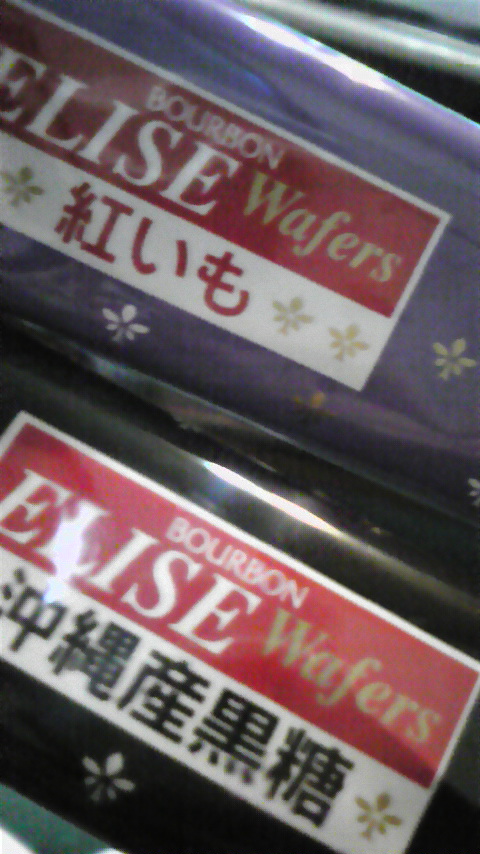 BOURBON
ELISE Wafers
紅いも
BOURBON
ELISE Wafers
沖縄産黒糖